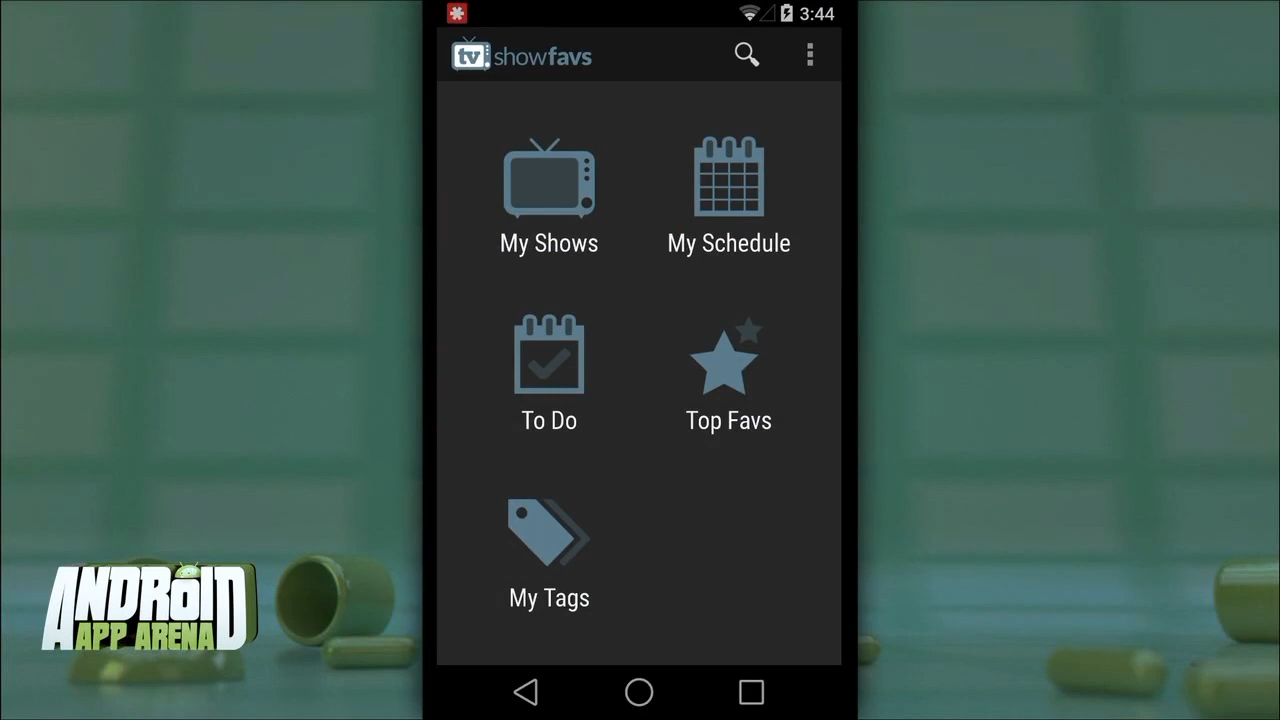 3:44
tv showfavs
My Shows
My Schedule
To Do
Top Favs
My Tags
ANDROID
APP ARENA